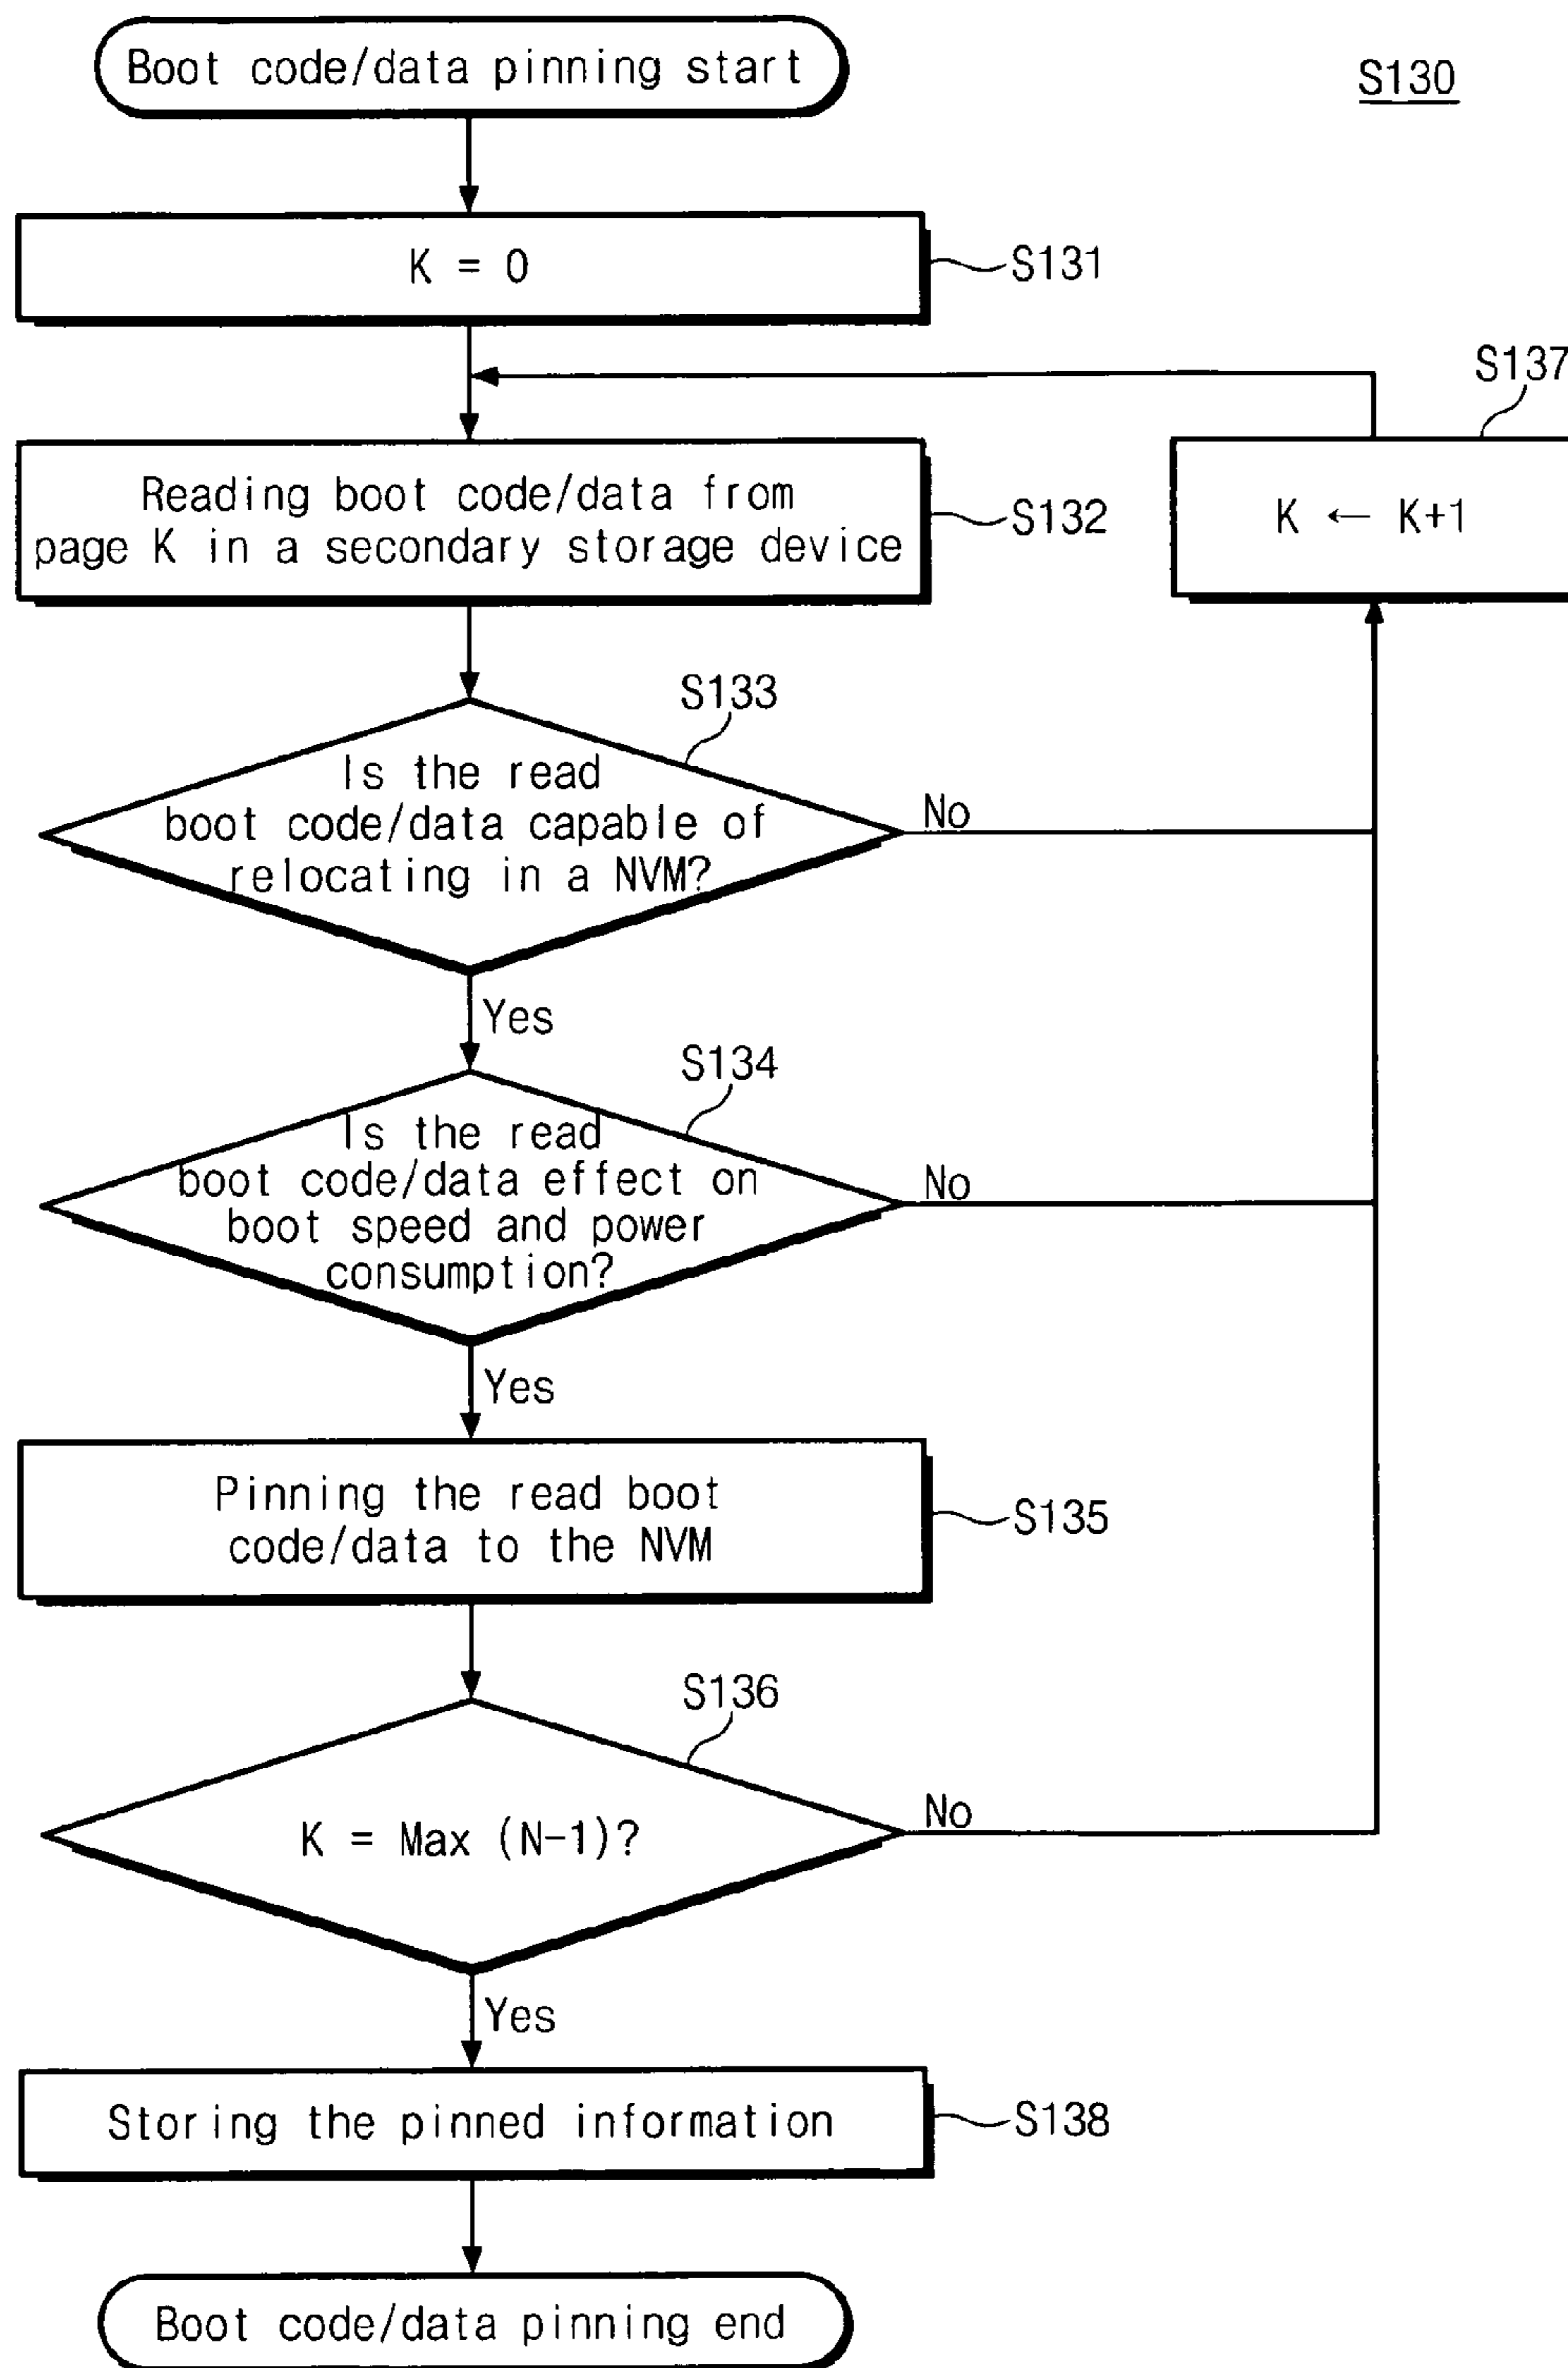 Boot code/data pinning start
S130
K = 0
S131
S137
Reading boot code/data from
page K in a secondary storage device
S132
K ← K+1
S133
Is the read
boot code/data capable of
relocating in a NVM?
No
Yes
S134
Is the read
boot code/data effect on
boot speed and power
consumption?
No
Yes
Pinning the read boot
code/data to the NVM
S135
S136
K = Max (N-1)?
No
Yes
Storing the pinned information
S138
Boot code/data pinning end